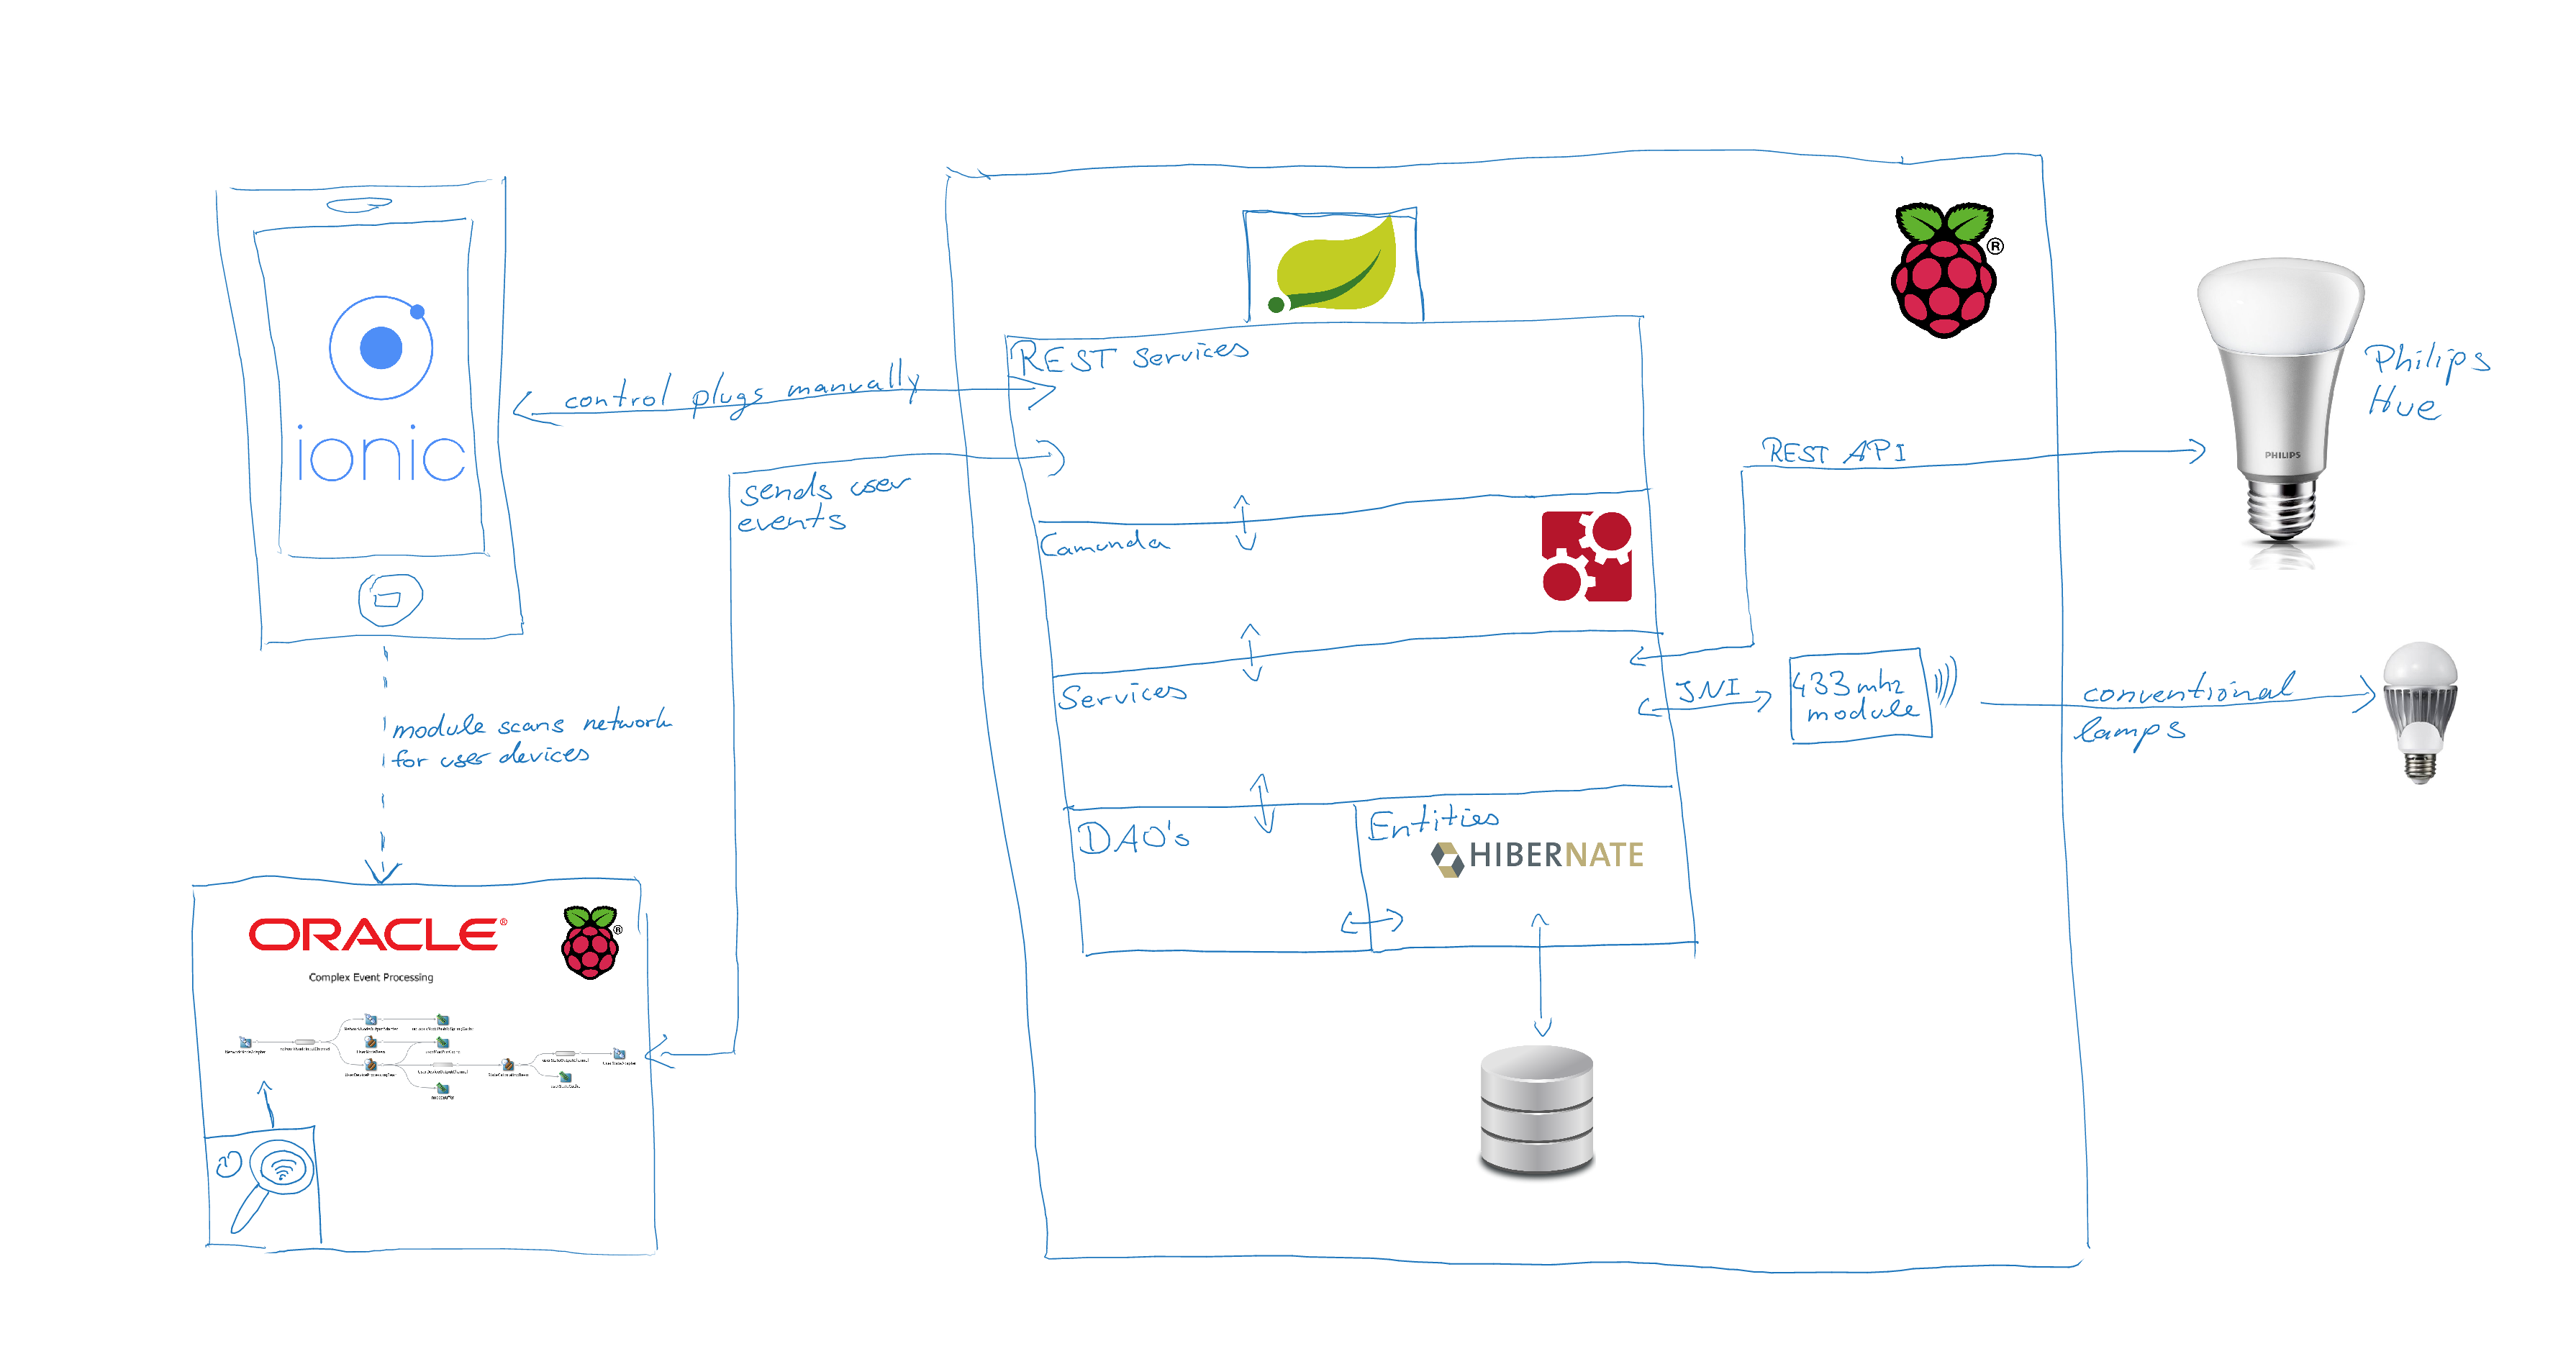 ionic
control plugs manually
sends user
events
module scans network
for user devices
ORACLE®
Complex Event Processing
REST Services
Camunda
Services
DAO's
Entities
HIBERNATE
®
®
REST API
JNI
433 mhz
module
Philips
Hue
PHILIPS
conventional
lamps